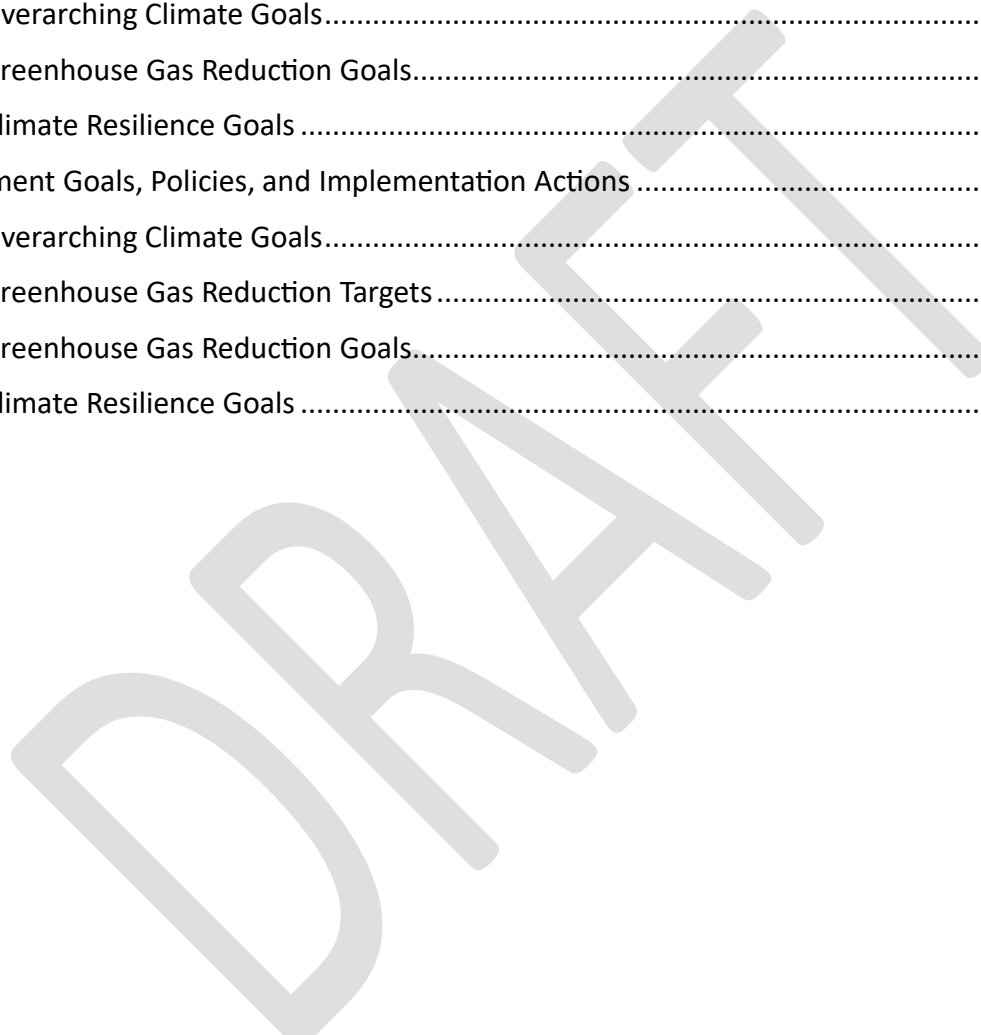 verarching Climate Goals
reenhouse Gas Reduction Goals
limate Resilience Goals
ment Goals, Policies, and Implementation Actions
verarching Climate Goals
reenhouse Gas Reduction Targets
reenhouse Gas Reduction Goals
limate Resilience Goals
DRAFT